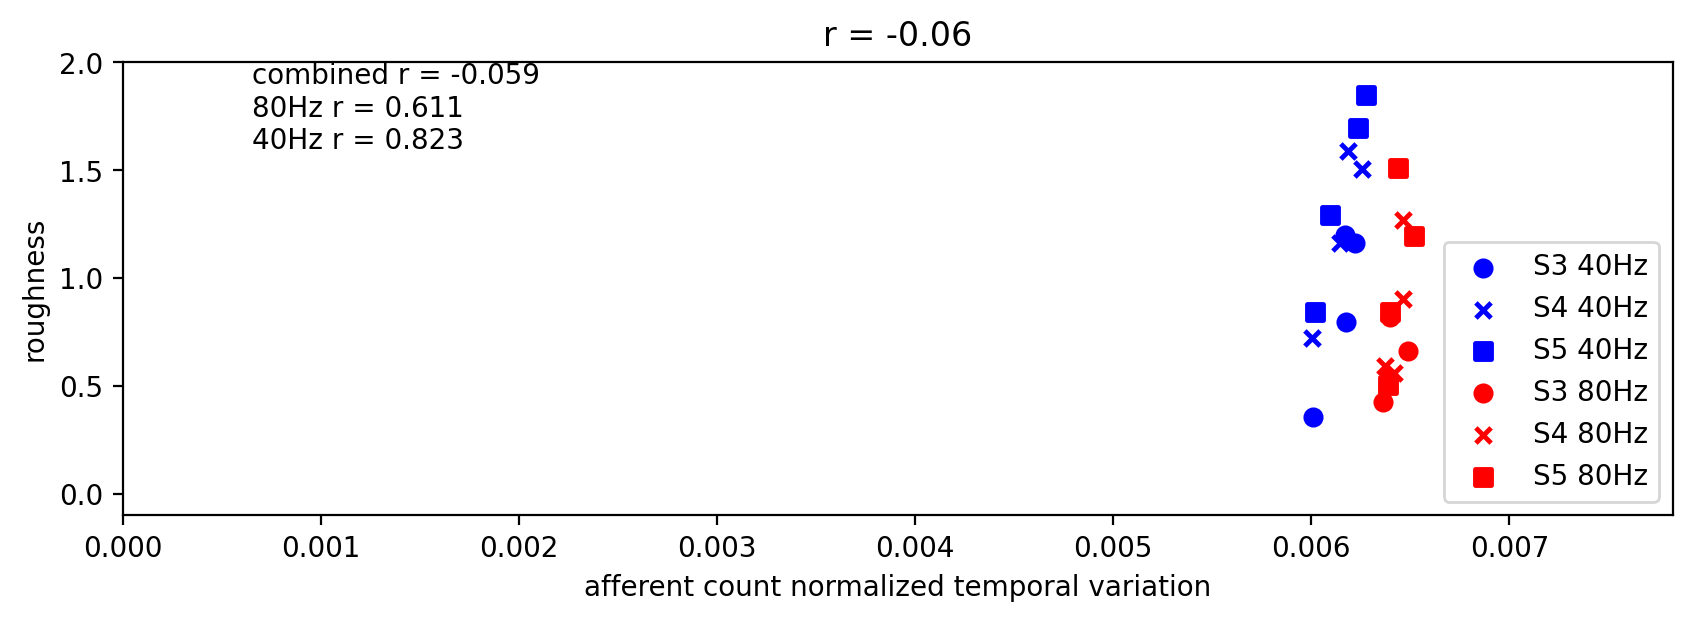 r = -0.06
combined r = -0.059
80Hz r = 0.611
40Hz r = 0.823
2.0
1.5
1.0
0.5
0.0
roughness
S3 40Hz
S4 40Hz
S5 40Hz
S3 80Hz
S4 80Hz
S5 80Hz
0.000 0.001 0.002 0.003 0.004 0.005 0.006 0.007
afferent count normalized temporal variation